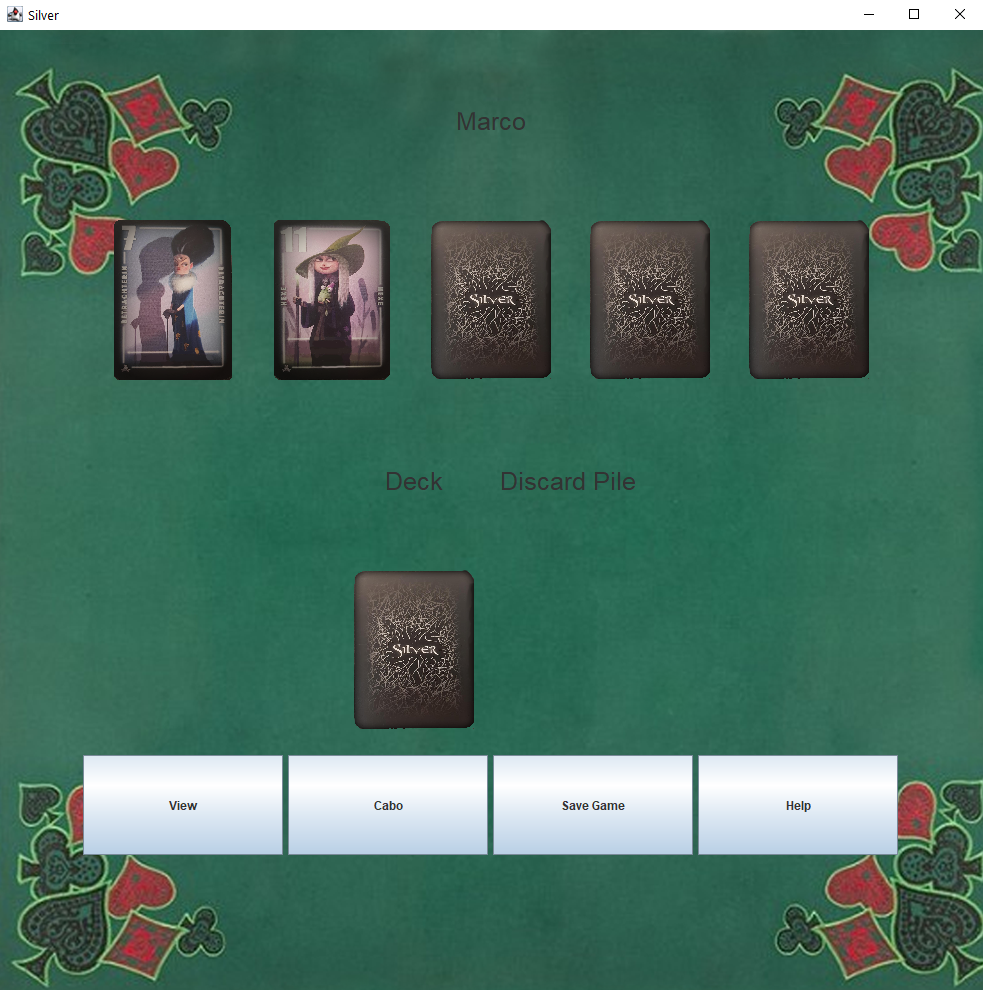 Silver
Marco
7
BETRACHTERIN
BETRACHTERIN
11
HEXE
HEXE
SILVER
SILVER
SILVER
Deck
Discard Pile
SILVER
View
Cabo
Save Game
Help